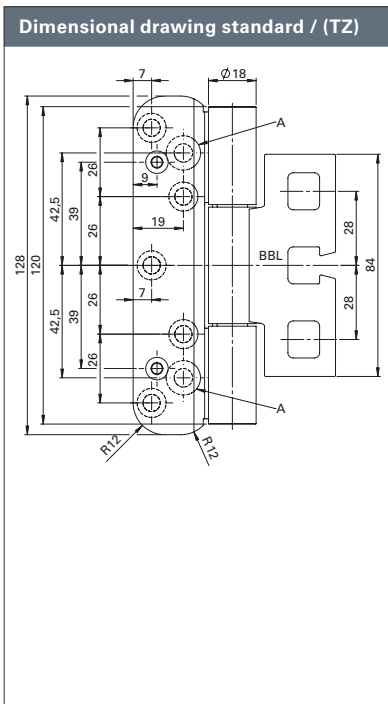 Dimensional drawing standard / (TZ)
7
Ø18
A
26
9
42,5
39
26
19
28
128
120
BBL
84
7
42,5
39
26
28
26
A
R12
R12